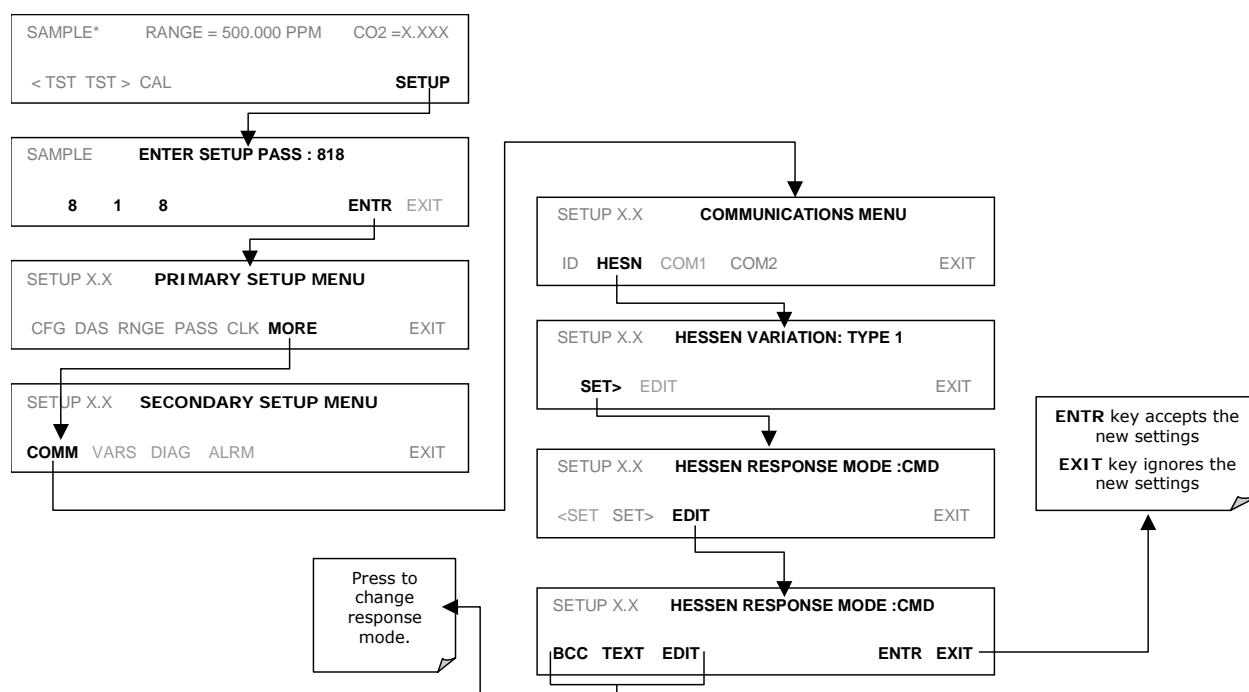 SAMPLE* RANGE = 500.000 PPM CO2 =X.XXX
< TST TST > CAL SETUP
SAMPLE ENTER SETUP PASS : 818
8 1 8 ENTR EXIT
SETUP X.X PRIMARY SETUP MENU
CFG DAS RNGE PASS CLK MORE EXIT
SETUP X.X SECONDARY SETUP MENU
COMM VARS DIAG ALRM EXIT
SETUP X.X COMMUNICATIONS MENU
ID HESN COM1 COM2 EXIT
SETUP X.X HESSEN VARIATION: TYPE 1
SET> EDIT EXIT
SETUP X.X HESSEN RESPONSE MODE :CMD
<SET SET> EDIT EXIT
SETUP X.X HESSEN RESPONSE MODE :CMD
BCC TEXT EDIT ENTR EXIT
Press to
change
response
mode.
ENTR key accepts the
new settings
EXIT key ignores the
new settings